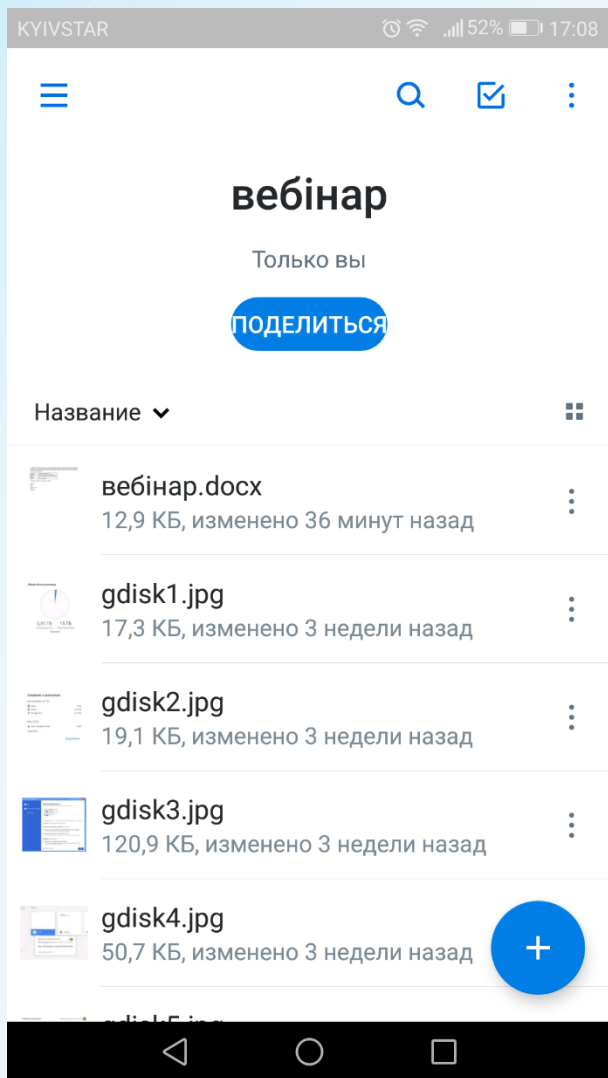 KYIVSTAR 52% 17:08
вебінар
Только вы
ПОДЕЛИТЬСЯ
Название
вебінар.docx
12,9 КБ, изменено 36 минут назад
gdisk1.jpg
17,3 КБ, изменено 3 недели назад
gdisk2.jpg
19,1 КБ, изменено 3 недели назад
gdisk3.jpg
120,9 КБ, изменено 3 недели назад
gdisk4.jpg
50,7 КБ, изменено 3 недели назад